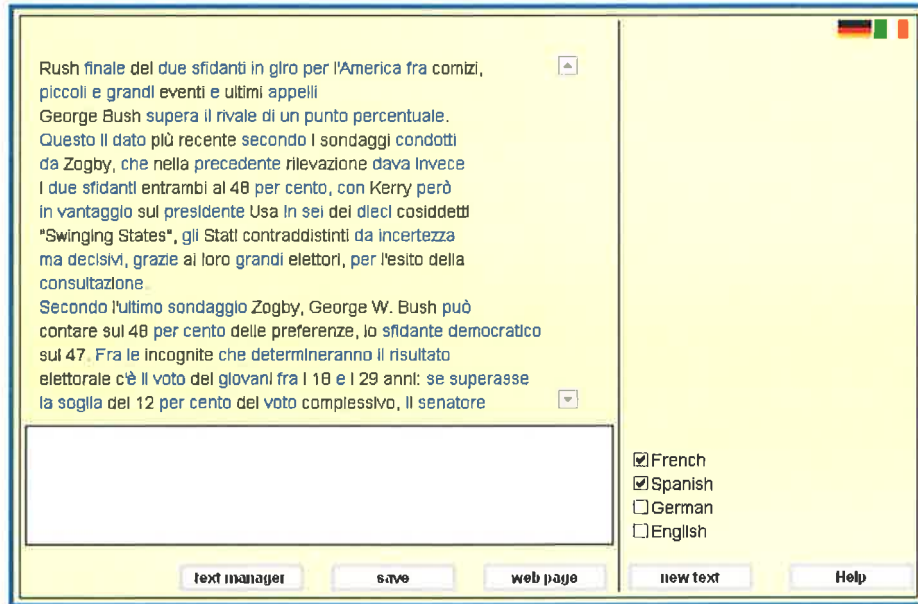 Rush finale dei due sfidanti in giro per l'America fra comizi,
piccoli e grandi eventi e ultimi appelli
George Bush supera il rivale di un punto percentuale.
Questo il dato più recente secondo i sondaggi condotti
da Zogby, che nella precedente rilevazione dava invece
i due sfidanti entrambi al 48 per cento, con Kerry però
in vantaggio sul presidente Usa in sei dei dieci cosiddetti
"Swinging States", gli Stati contraddistinti da incertezza
ma decisivi, grazie ai loro grandi elettori, per l'esito della
consultazione.
Secondo l'ultimo sondaggio Zogby, George W. Bush può
contare sul 48 per cento delle preferenze, lo sfidante democratico
sul 47. Fra le incognite che determineranno il risultato
elettorale c'è il voto dei giovani fra i 18 e i 29 anni: se superasse
la soglia del 12 per cento del voto complessivo, il senatore
French
Spanish
German
English
text manager save web page new text Help